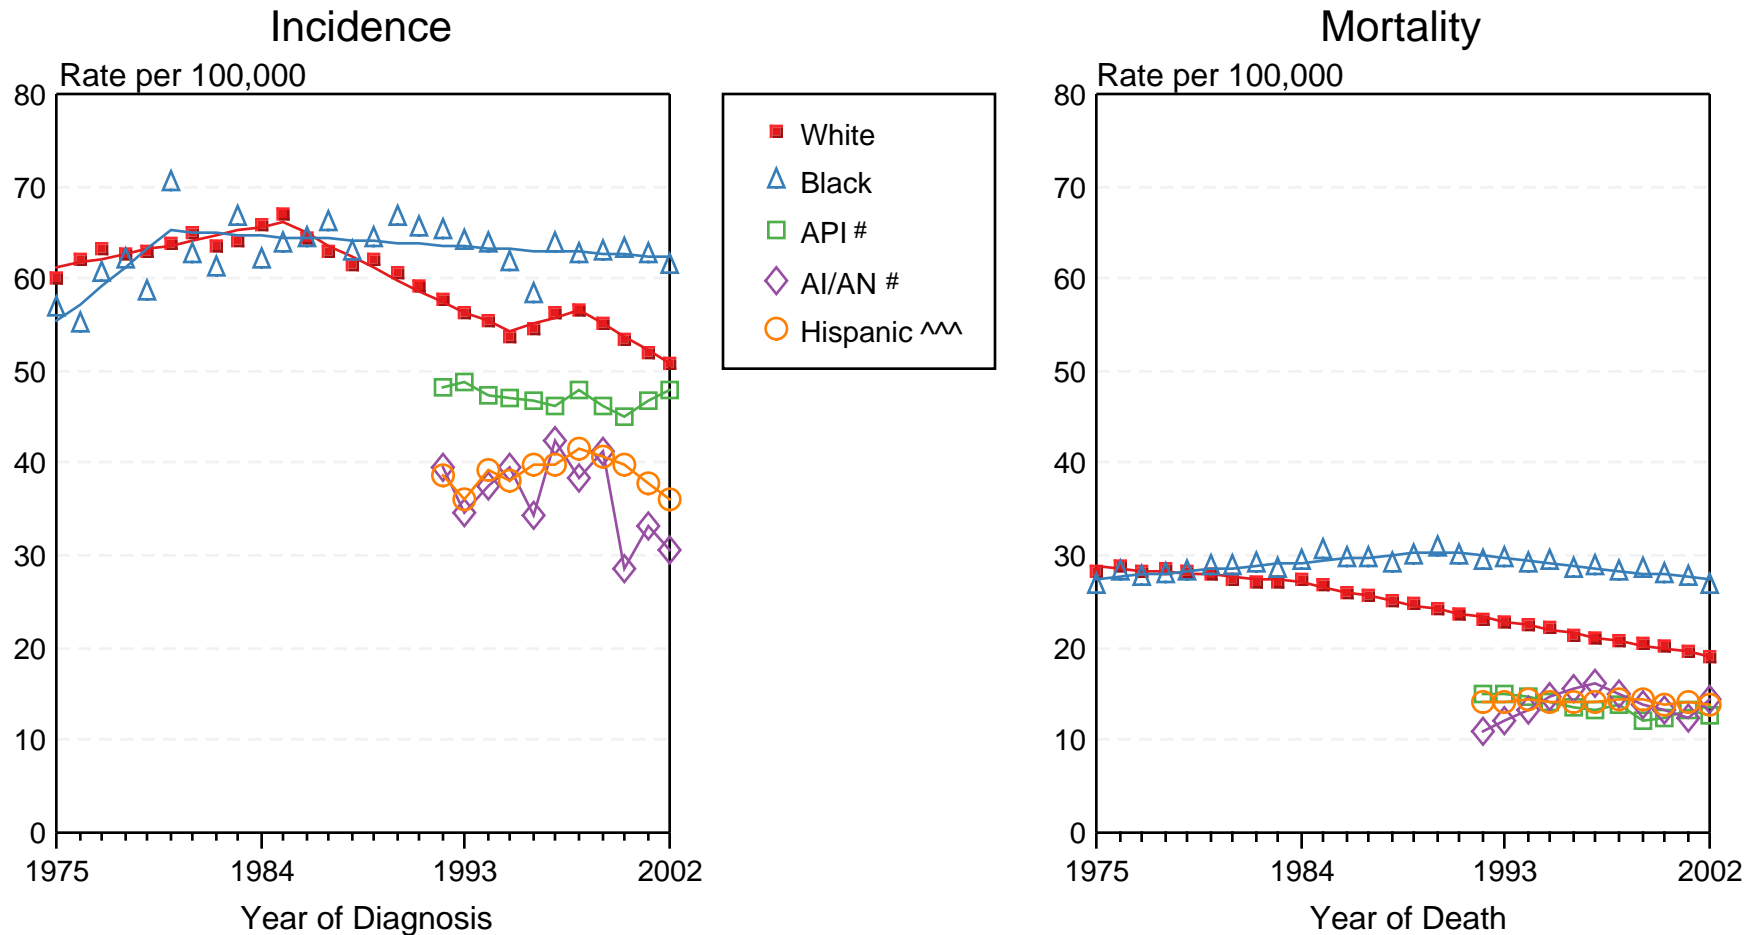 Incidence
Mortality
Rate per 100,000
Rate per 100,000
80
70
60
50
40
30
20
10
0
1975
1984
1993
2002
Year of Diagnosis
White
Black
API #
AI/AN #
Hispanic ^^^
80
70
60
50
40
30
20
10
0
1975
1984
1993
2002
Year of Death